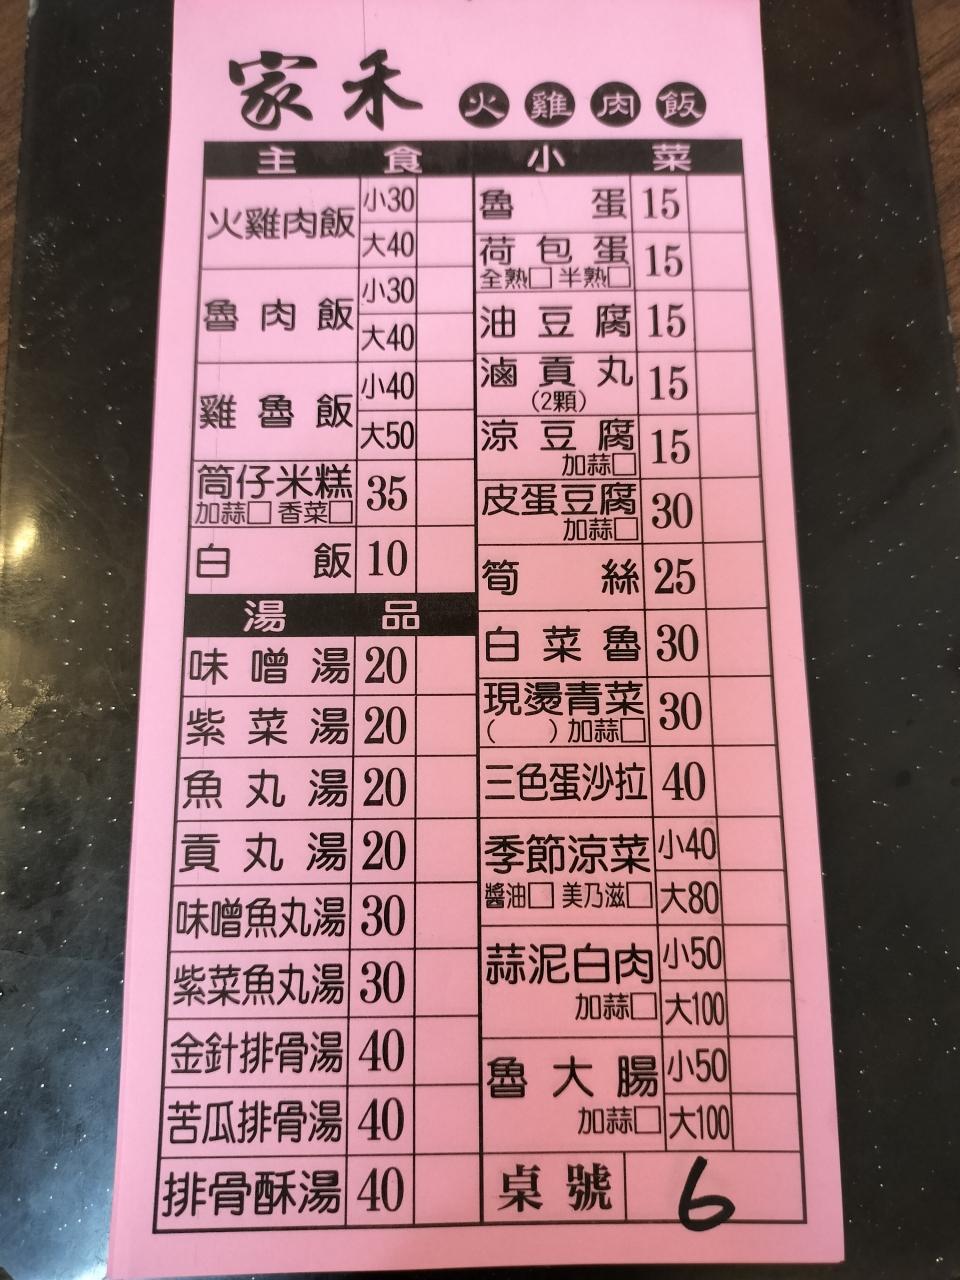 家禾 火雞肉飯
主食
火雞肉飯 小30
大40
魯肉飯 小30
大40
雞魯飯 小40
大50
筒仔米糕 35
加蒜□ 香菜□
白飯 10
湯品
味噌湯 20
紫菜湯 20
魚丸湯 20
貢丸湯 20
味噌魚丸湯 30
紫菜魚丸湯 30
金針排骨湯 40
苦瓜排骨湯 40
排骨酥湯 40
小菜
魯蛋 15
荷包蛋 15
全熟□ 半熟□
油豆腐 15
滷貢丸 15
(2顆)
涼豆腐 15
加蒜□
皮蛋豆腐 30
加蒜□
筍絲 25
白菜魯 30
現燙青菜 30
( ) 加蒜□
三色蛋沙拉 40
季節涼菜 小40
醬油□ 美乃滋□ 大80
蒜泥白肉 小50
加蒜□ 大100
魯大腸 小50
加蒜□ 大100
桌號 6